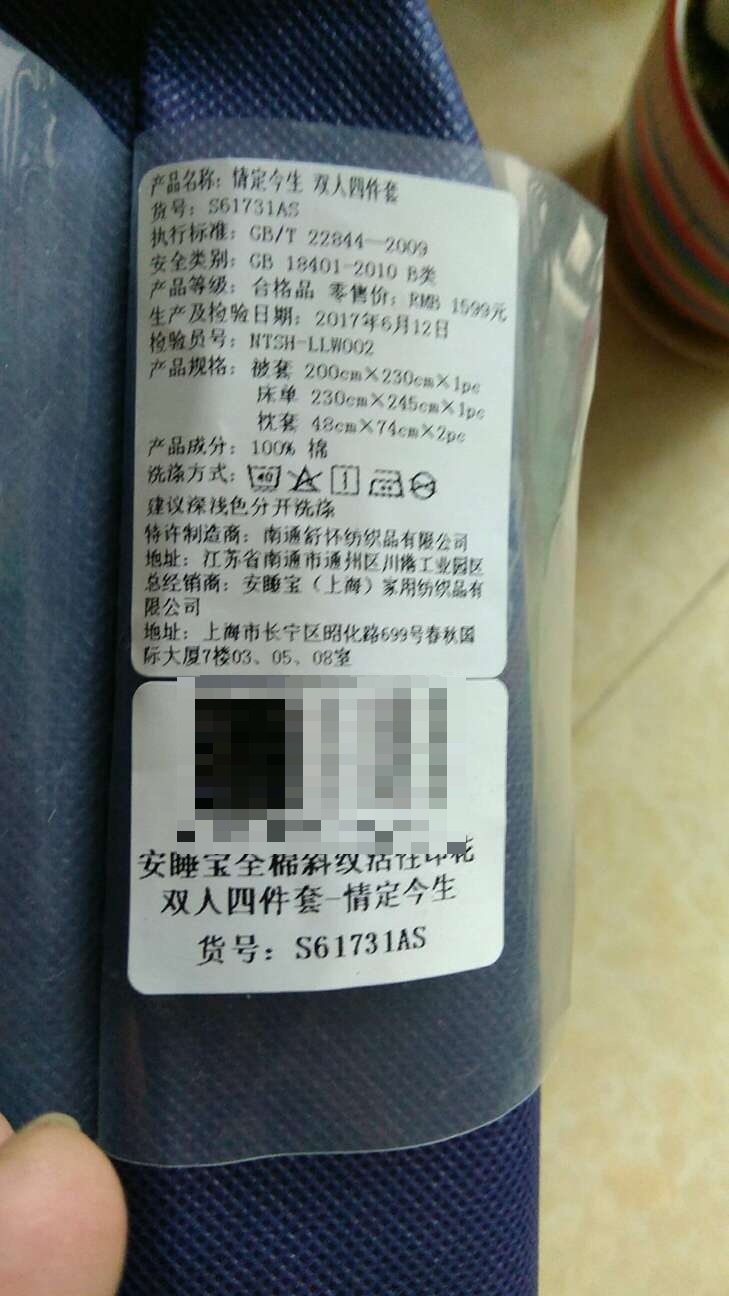 产品名称：情定今生 双人四件套
货号：S61731AS
执行标准：GB/T 22844—2009
安全类别：GB 18401-2010 B类
产品等级：合格品 零售价：RMB 1599元
生产及检验日期：2017年6月12日
检验员号：NTSH-LLW002
产品规格：被套 200cm×230cm×1pc
床单 230cm×245cm×1pc
枕套 48cm×74cm×2pc
产品成分：100% 棉
洗涤方式：40
建议深浅色分开洗涤
特许制造商：南通舒怀纺织品有限公司
地址：江苏省南通市通州区川港工业园区
总经销商：安睡宝（上海）家用纺织品有
限公司
地址：上海市长宁区昭化路699号春秋国
际大厦7楼03、05、08室
安睡宝全棉斜纹活性印花
双人四件套-情定今生
货号：S61731AS